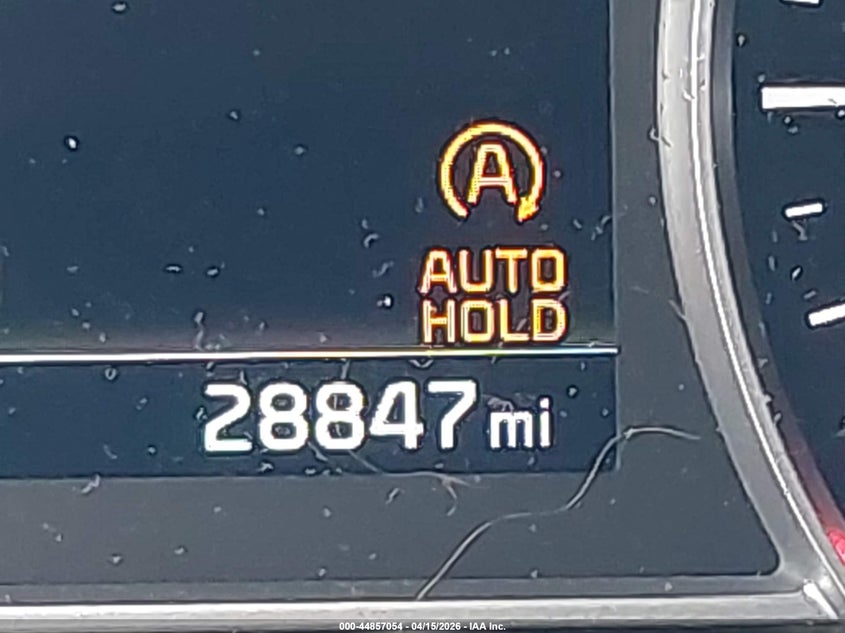 A
AUTO
HOLD
28847 mi
000-44857054 - 04/15/2026 - IAA Inc.